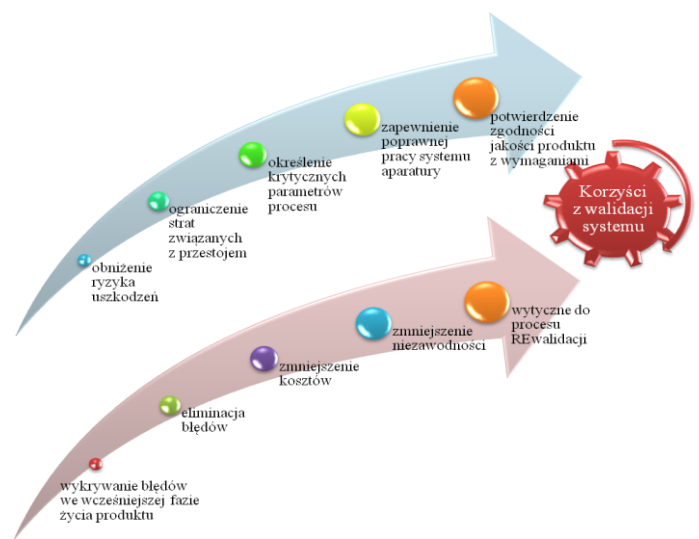 obniżenie
ryzyka
uszkodzeń
ograniczenie
strat
związanych
z przestojem
określenie
krytycznych
parametrów
procesu
zapewnienie
poprawnej
pracy systemu
aparatury
potwierdzenie
zgodności
jakości produktu
z wymaganiami
Korzyści
z walidacji
systemu
wykrywanie błędów
we wcześniejszej fazie
życia produktu
eliminacja
błędów
zmniejszenie
kosztów
zmniejszenie
niezawodności
wytyczne do
procesu
REwalidacji